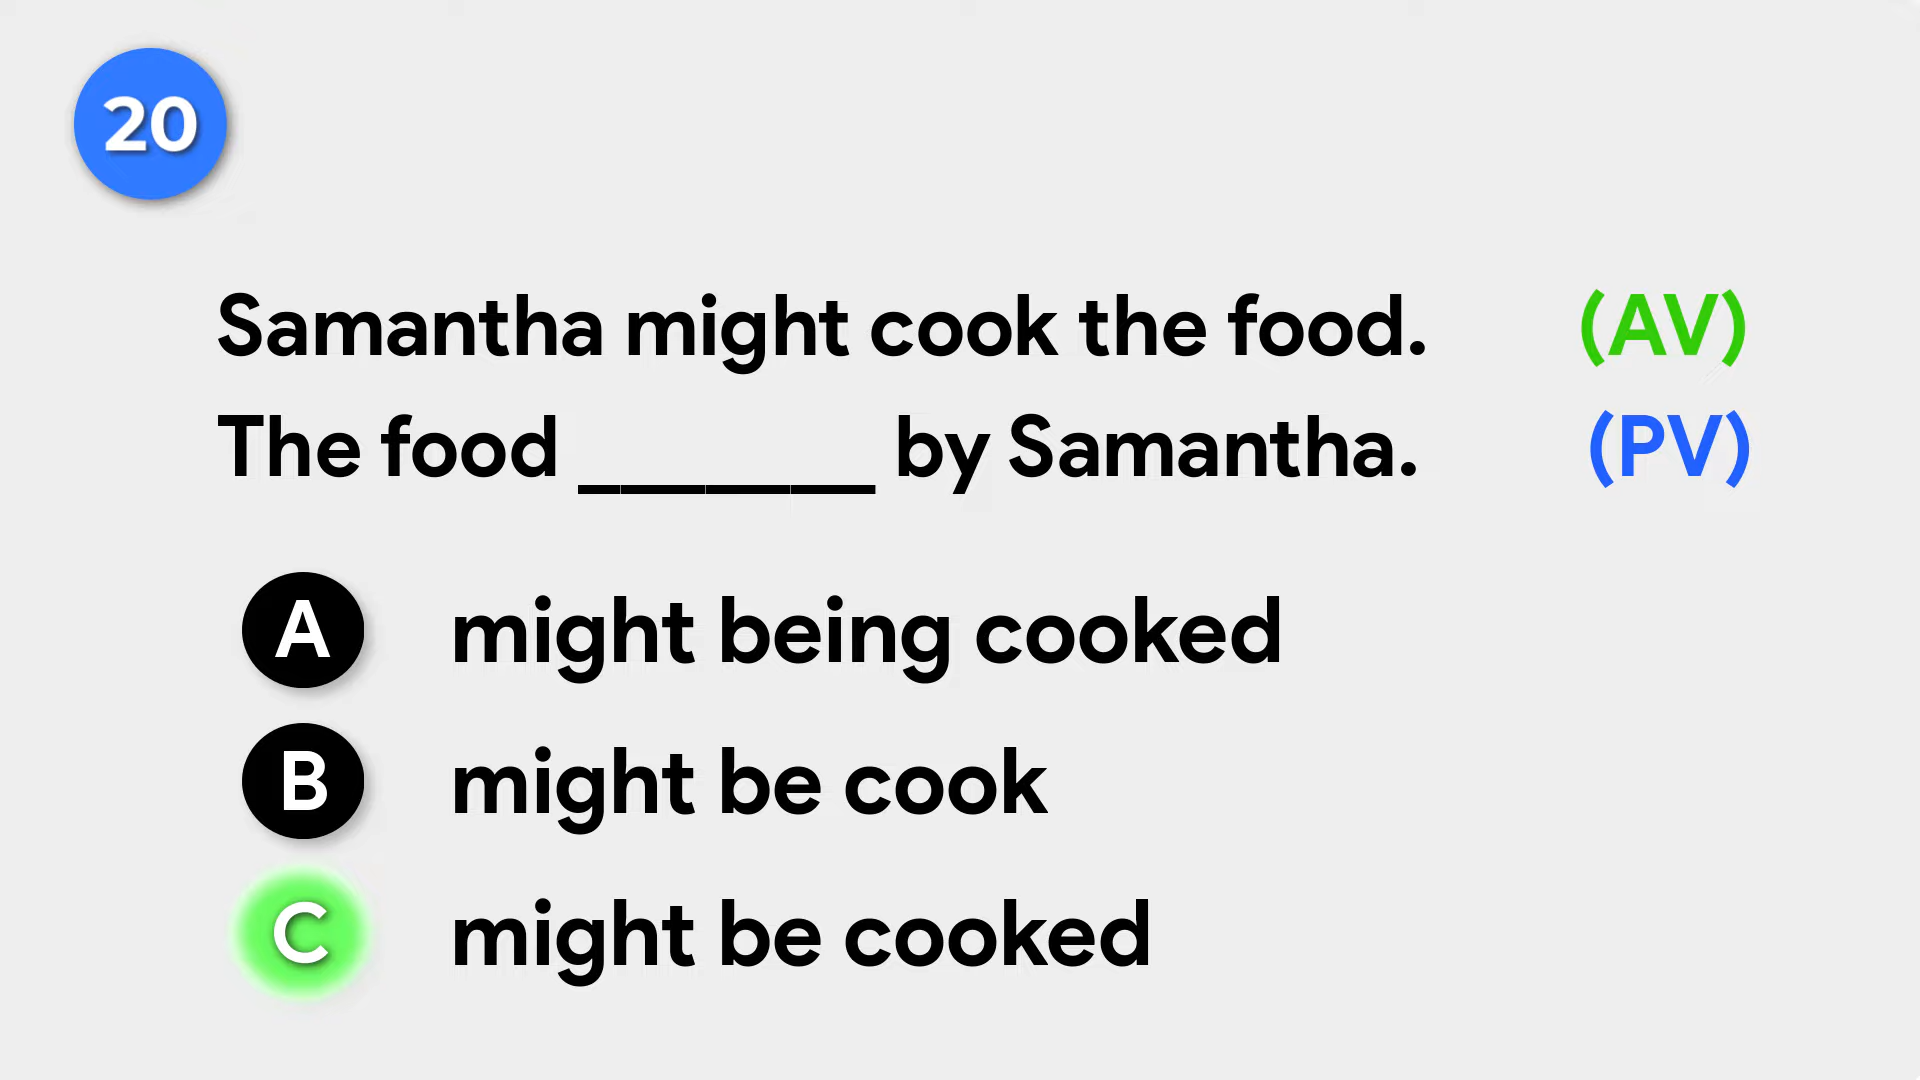 20
Samantha might cook the food. (AV)
The food _______ by Samantha. (PV)
A might being cooked
B might be cook
C might be cooked